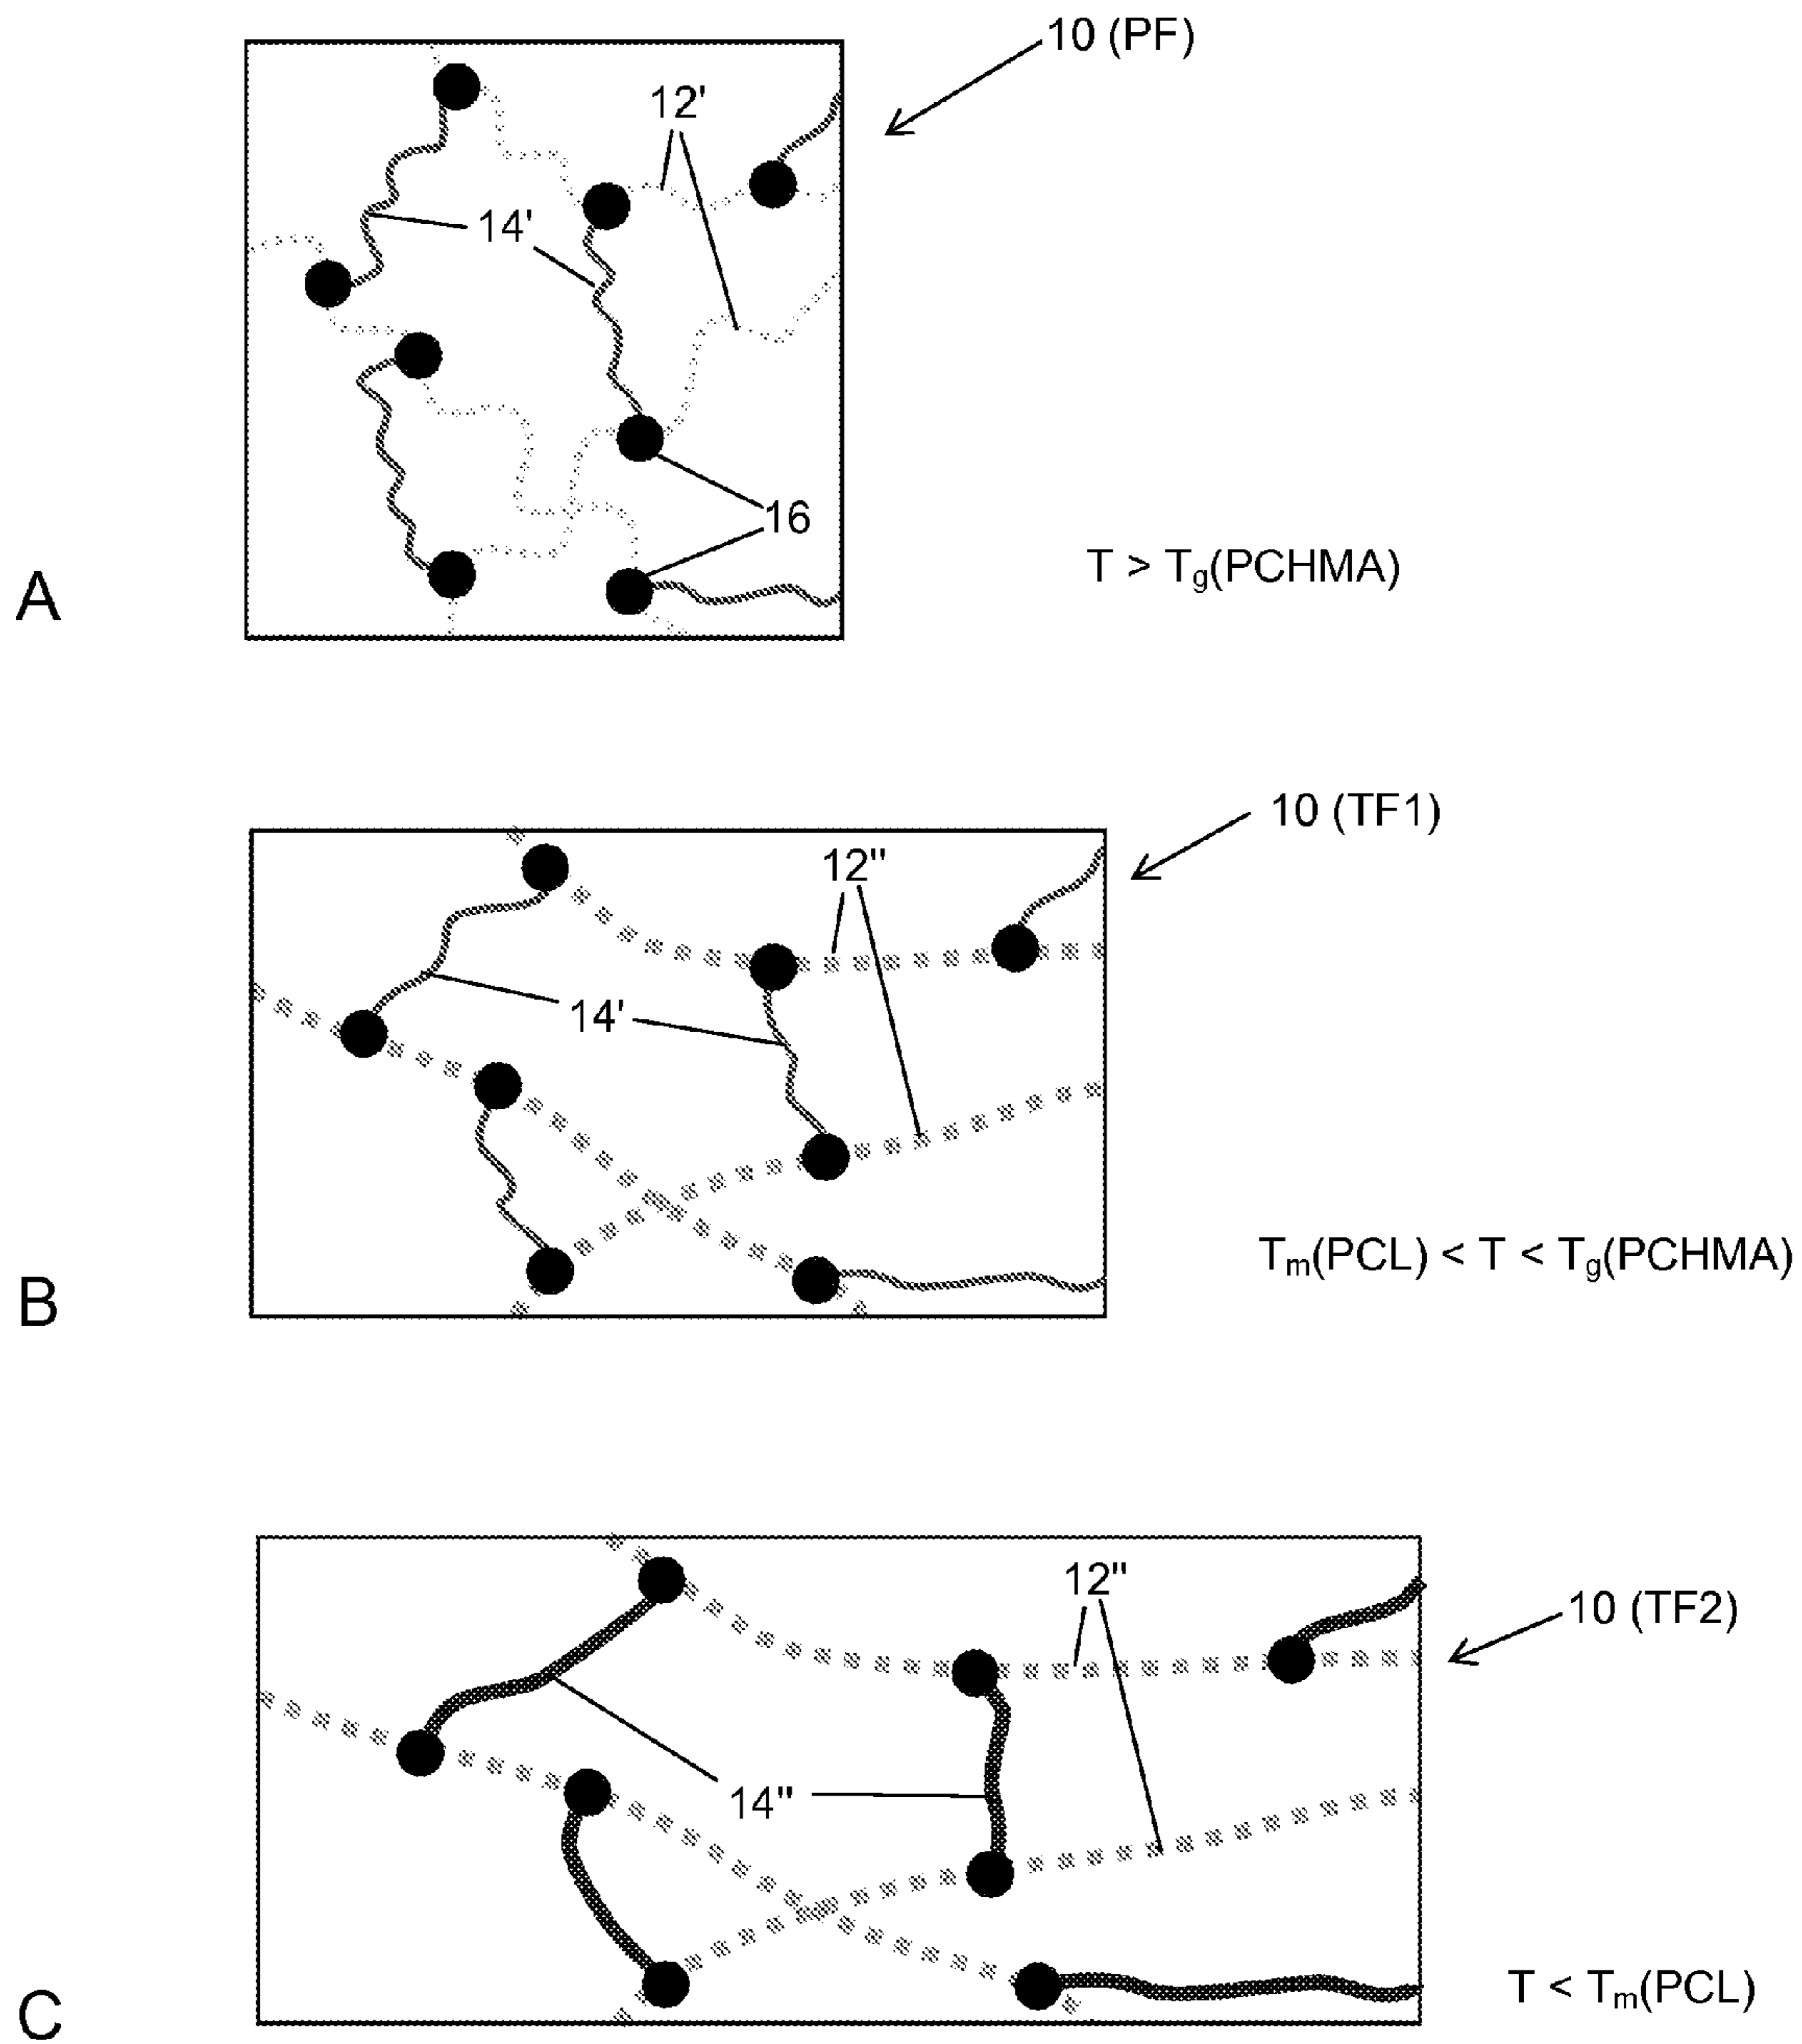 10 (PF)
12'
14'
16
T > Tg(PCHMA)
A
10 (TF1)
12"
14'
Tm(PCL) < T < Tg(PCHMA)
B
12"
10 (TF2)
14"
T < Tm(PCL)
C